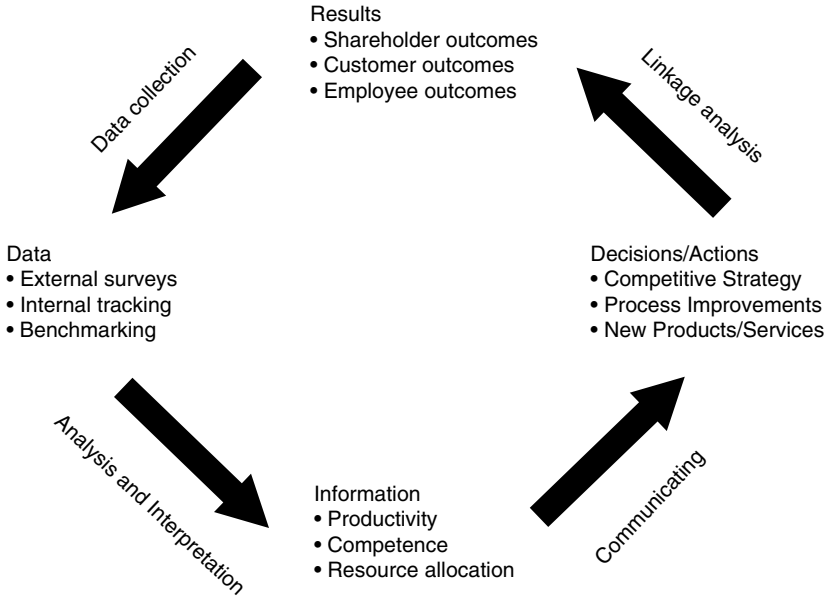 Results
• Shareholder outcomes
• Customer outcomes
• Employee outcomes
Data collection
Linkage analysis
Data
• External surveys
• Internal tracking
• Benchmarking
Decisions/Actions
• Competitive Strategy
• Process Improvements
• New Products/Services
Analysis and Interpretation
Information
• Productivity
• Competence
• Resource allocation
Communicating